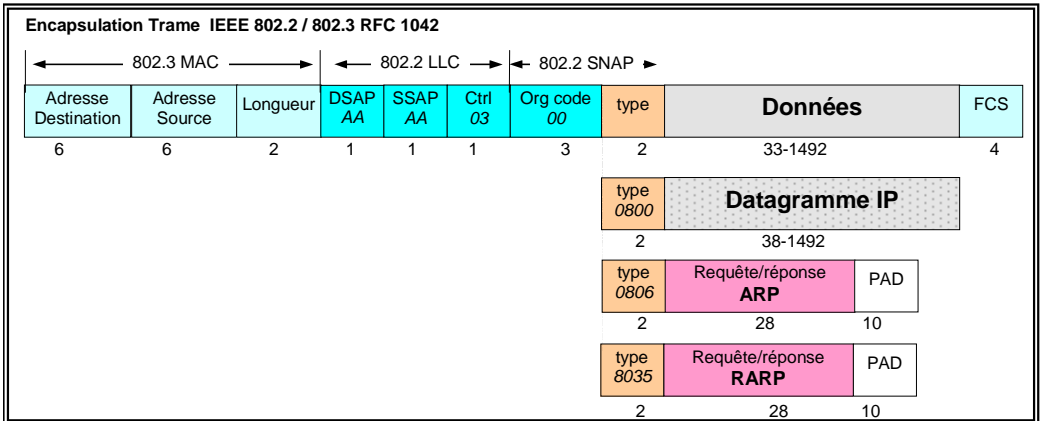 Encapsulation Trame IEEE 802.2 / 802.3 RFC 1042
802.3 MAC 802.2 LLC 802.2 SNAP
Adresse Destination Adresse Source Longueur DSAP AA SSAP AA Ctrl 03 Org code 00 type Données FCS
6 6 2 1 1 1 3 2 33-1492 4
type 0800 Datagramme IP
2 38-1492
type 0806 Requête/réponse ARP PAD
2 28 10
type 8035 Requête/réponse RARP PAD
2 28 10